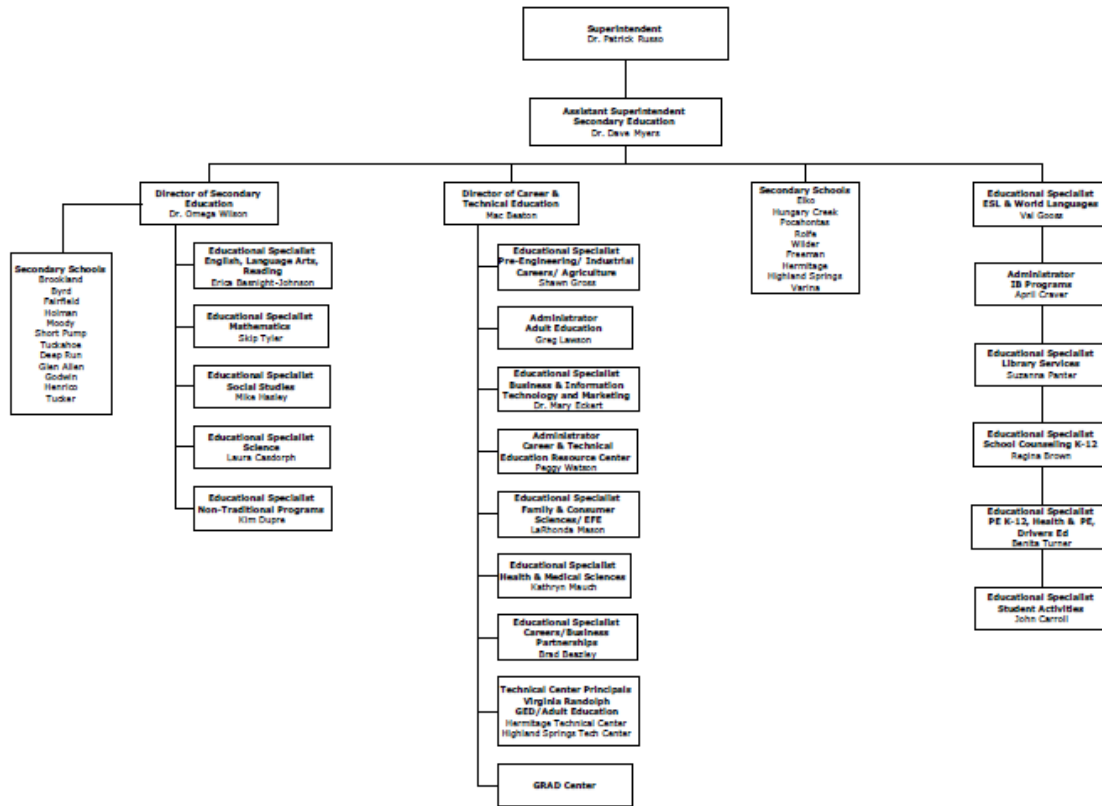 Superintendent
Dr. Patrick Russo
Assistant Superintendent
Secondary Education
Dr. Dave Myers
Director of Secondary
Education
Dr. Omega Wilson
Secondary Schools
Brookland
Byrd
Fairfield
Holman
Moody
Short Pump
Tuckahoe
Deep Run
Glen Allen
Godwin
Henrico
Tucker
Educational Specialist
English, Language Arts,
Reading
Erica Basnight-Johnson
Educational Specialist
Mathematics
Skip Tyler
Educational Specialist
Social Studies
Mike Hasley
Educational Specialist
Science
Laura Casdorph
Educational Specialist
Non-Traditional Programs
Kim Dupre
Director of Career &
Technical Education
Mac Beaton
Educational Specialist
Pre-Engineering/ Industrial
Careers/ Agriculture
Shawn Gross
Administrator
Adult Education
Greg Lawson
Educational Specialist
Business & Information
Technology and Marketing
Dr. Mary Eckert
Administrator
Career & Technical
Education Resource Center
Peggy Watson
Educational Specialist
Family & Consumer
Sciences/ EFE
LaRhonda Mason
Educational Specialist
Health & Medical Sciences
Kathryn Mauch
Educational Specialist
Careers/Business
Partnerships
Brad Beazley
Technical Center Principals
Virginia Randolph
GED/Adult Education
Hermitage Technical Center
Highland Springs Tech Center
GRAD Center
Secondary Schools
Elko
Hungary Creek
Pocahontas
Rolfe
Wilder
Freeman
Hermitage
Highland Springs
Varina
Educational Specialist
ESL & World Languages
Val Gooss
Administrator
IB Programs
April Craver
Educational Specialist
Library Services
Suzanna Panter
Educational Specialist
School Counseling K-12
Regina Brown
Educational Specialist
PE K-12, Health & PE,
Drivers Ed
Benita Turner
Educational Specialist
Student Activities
John Carroll